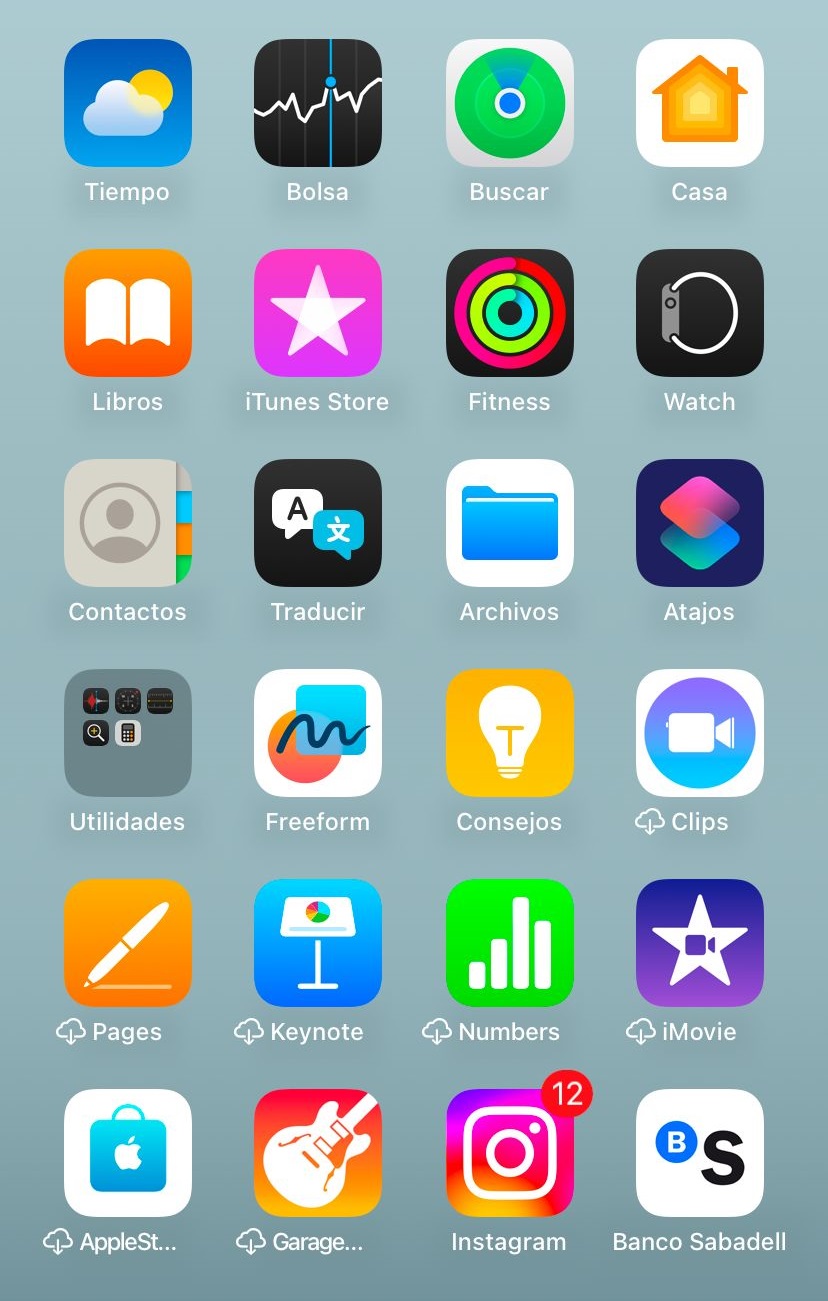 Tiempo Bolsa Buscar Casa
Libros iTunes Store Fitness Watch
A 文
Contactos Traducir Archivos Atajos
Utilidades Freeform Consejos Clips
Pages Keynote Numbers iMovie
12
B S
AppleSt... Garage... Instagram Banco Sabadell